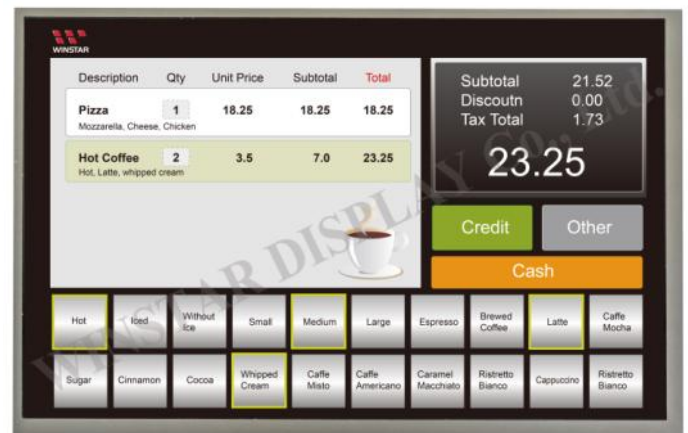 WINSTAR
Description Qty Unit Price Subtotal Total
Pizza 1 18.25 18.25 18.25
Mozzarella, Cheese, Chicken
Hot Coffee 2 3.5 7.0 23.25
Hot, Latte, whipped cream
Subtotal 21.52
Discoutn 0.00
Tax Total 1.73
23.25
Credit Other
Cash
Hot Iced Without Ice Small Medium Large Espresso Brewed Coffee Latte Caffe Mocha
Sugar Cinnamon Cocoa Whipped Cream Caffe Misto Caffe Americano Caramel Macchiato Ristretto Bianco Cappuccino Ristretto Bianco
WINSTAR DISPLAY Co., Ltd.